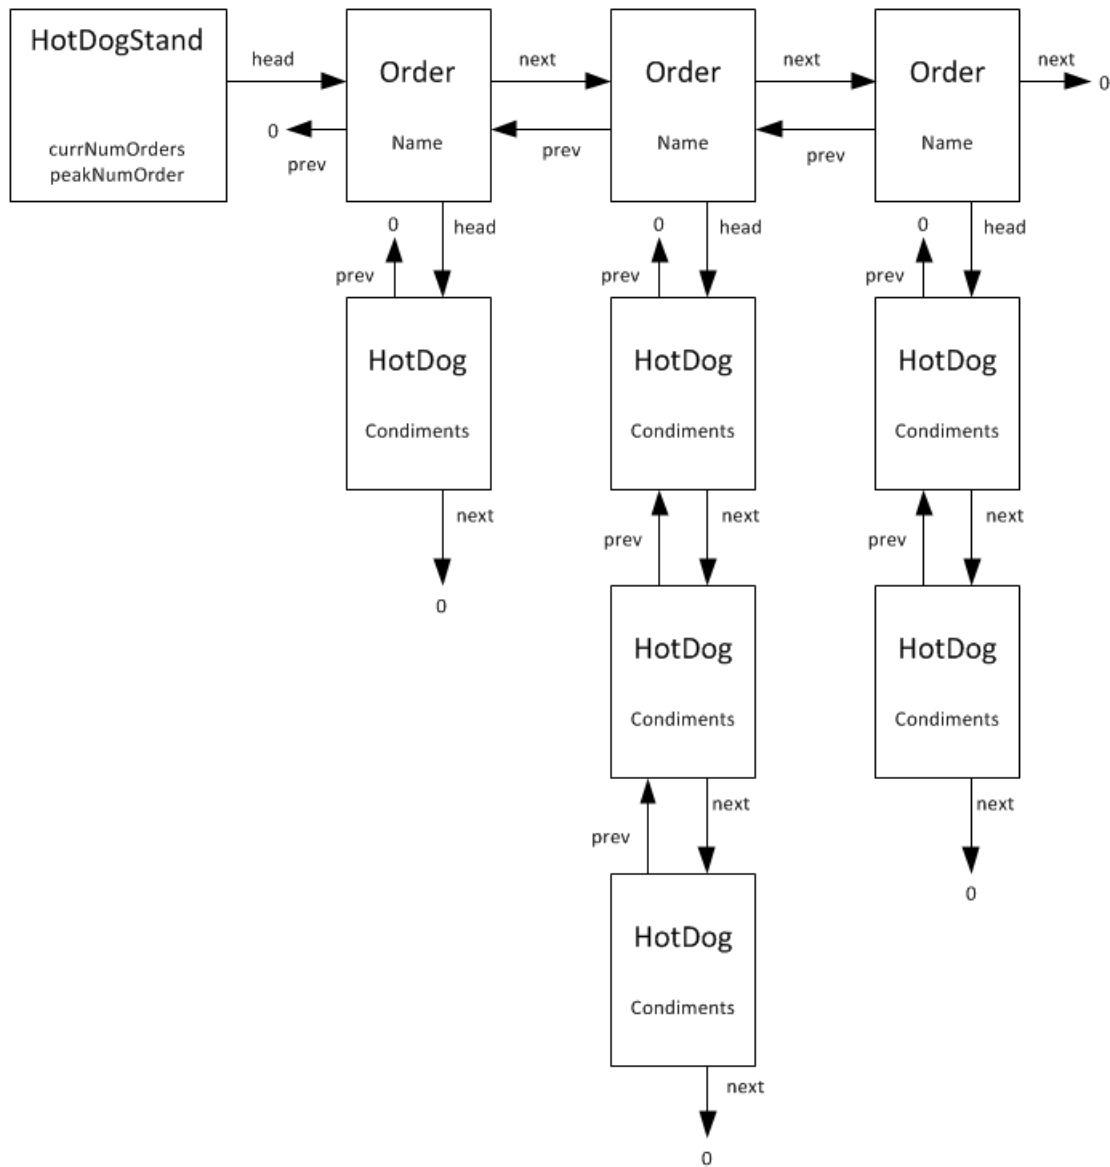 HotDogStand
currNumOrders
peakNumOrder
head
Order
Name
next
Order
Name
next
Order
Name
next
0
0
prev
prev
prev
0
prev
head
0
prev
head
0
prev
head
HotDog
Condiments
HotDog
Condiments
HotDog
Condiments
next
0
prev
next
prev
next
HotDog
Condiments
HotDog
Condiments
prev
next
next
0
HotDog
Condiments
next
0